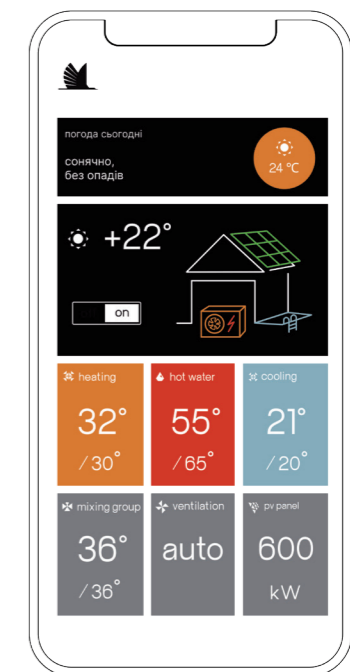 погода сьогодні
сонячно,
без опадів
24 °C
+22°
on
heating
32°
/30°
hot water
55°
/65°
cooling
21°
/20°
mixing group
36°
/36°
ventilation
auto
pv panel
600
kW